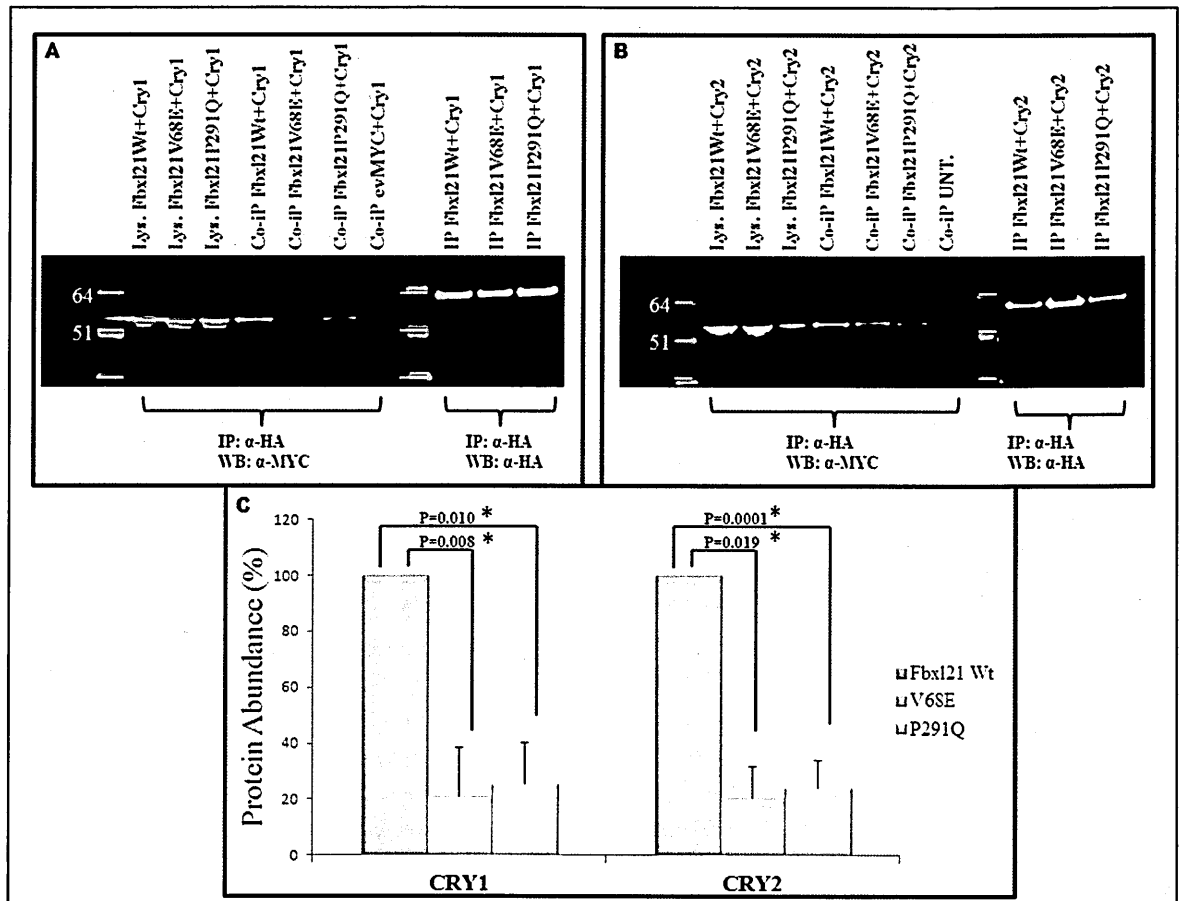 A
Lys. Fbxl21Wt+Cry1
Lys. Fbxl21V68E+Cry1
Lys. Fbxl21P291Q+Cry1
Co-iP Fbxl21Wt+Cry1
Co-iP Fbxl21V68E+Cry1
Co-iP Fbxl21P291Q+Cry1
Co-iP evMYC+Cry1
IP Fbxl21Wt+Cry1
IP Fbxl21V68E+Cry1
IP Fbxl21P291Q+Cry1
64
51
IP: α-HA
WB: α-MYC
IP: α-HA
WB: α-HA
B
Lys. Fbxl21Wt+Cry2
Lys. Fbxl21V68E+Cry2
Lys. Fbxl21P291Q+Cry2
Co-iP Fbxl21Wt+Cry2
Co-iP Fbxl21V68E+Cry2
Co-iP Fbxl21P291Q+Cry2
Co-iP UNT.
IP Fbxl21Wt+Cry2
IP Fbxl21V68E+Cry2
IP Fbxl21P291Q+Cry2
64
51
IP: α-HA
WB: α-MYC
IP: α-HA
WB: α-HA
C
Protein Abundance (%)
120
100
80
60
40
20
0
P=0.010 *
P=0.008 *
P=0.0001 *
P=0.019 *
CRY1
CRY2
Fbxl21 Wt
V68E
P291Q